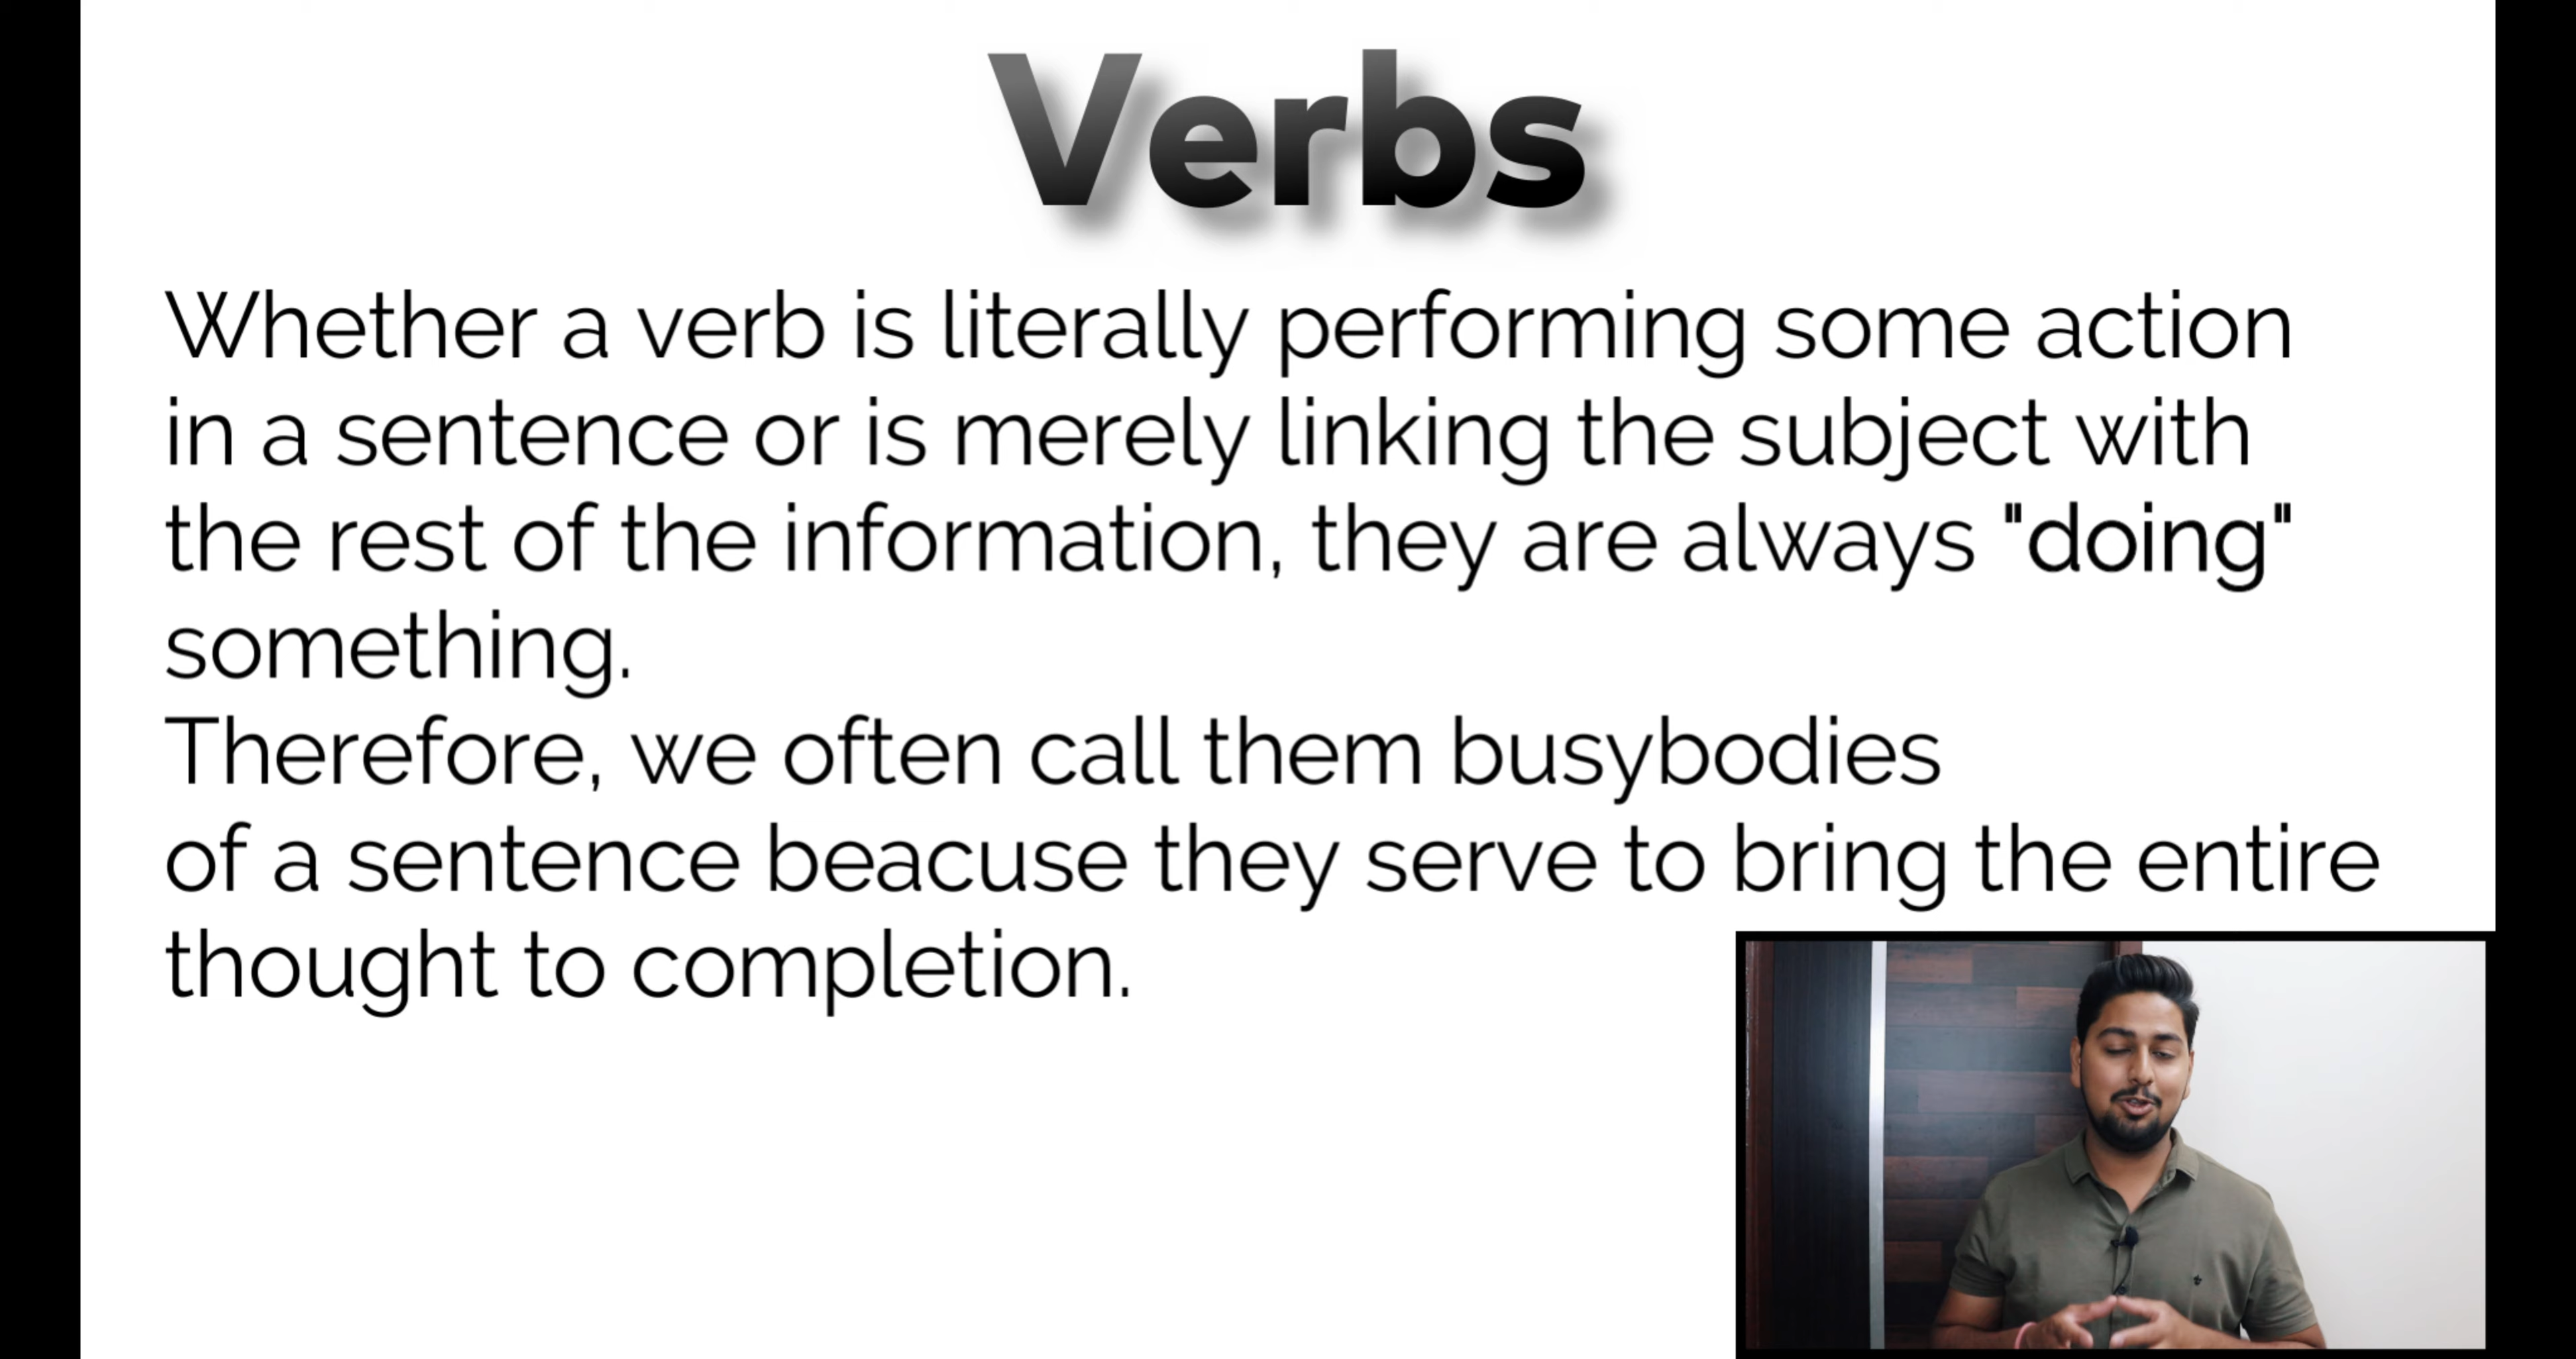 Verbs
Whether a verb is literally performing some action
in a sentence or is merely linking the subject with
the rest of the information, they are always "doing"
something.
Therefore, we often call them busybodies
of a sentence beacuse they serve to bring the entire
thought to completion.